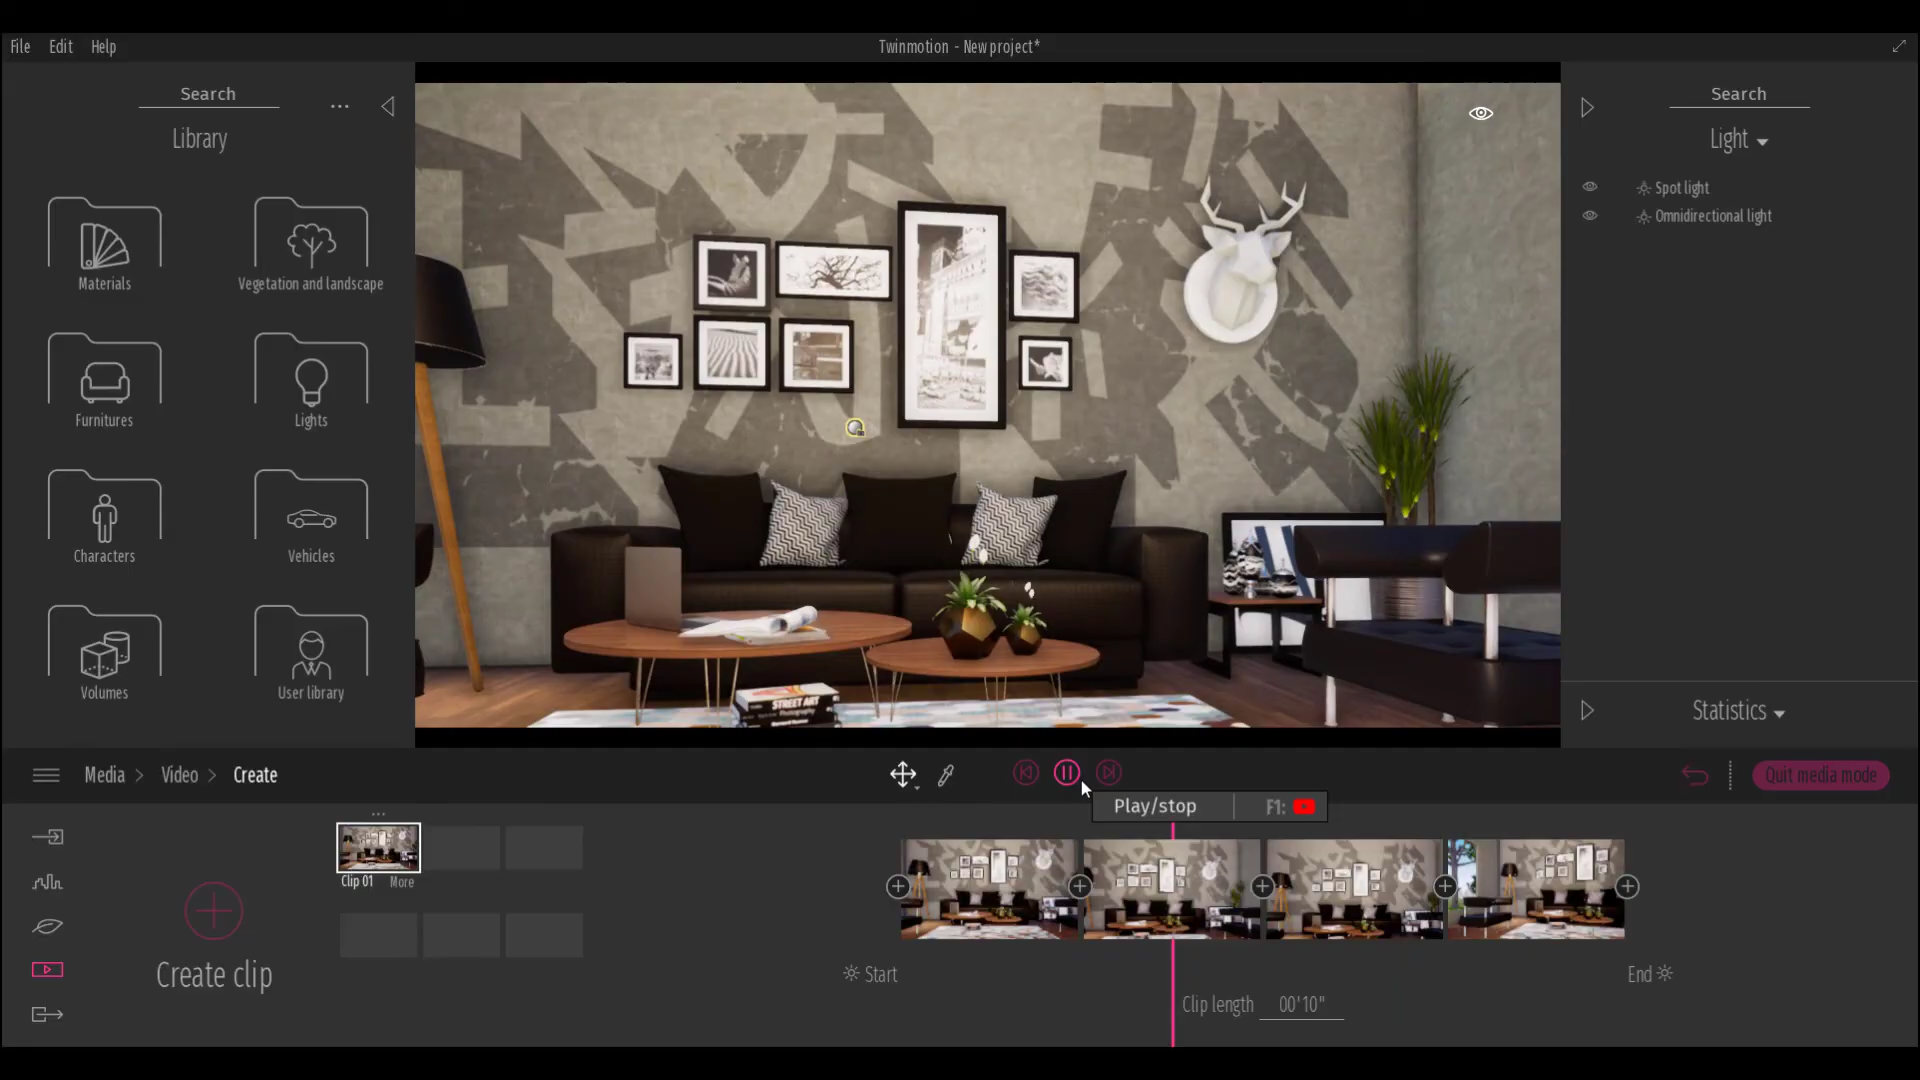 File Edit Help
Twinmotion - New project*
Search
...
Library
Materials
Vegetation and landscape
Furnitures
Lights
Characters
Vehicles
Volumes
User library
STREET ART
Photography
Search
Light
Spot light
Omnidirectional light
Statistics
Media > Video > Create
Play/stop F1:
Quit media mode
...
Clip 01 More
Create clip
Start
End
Clip length 00'10"